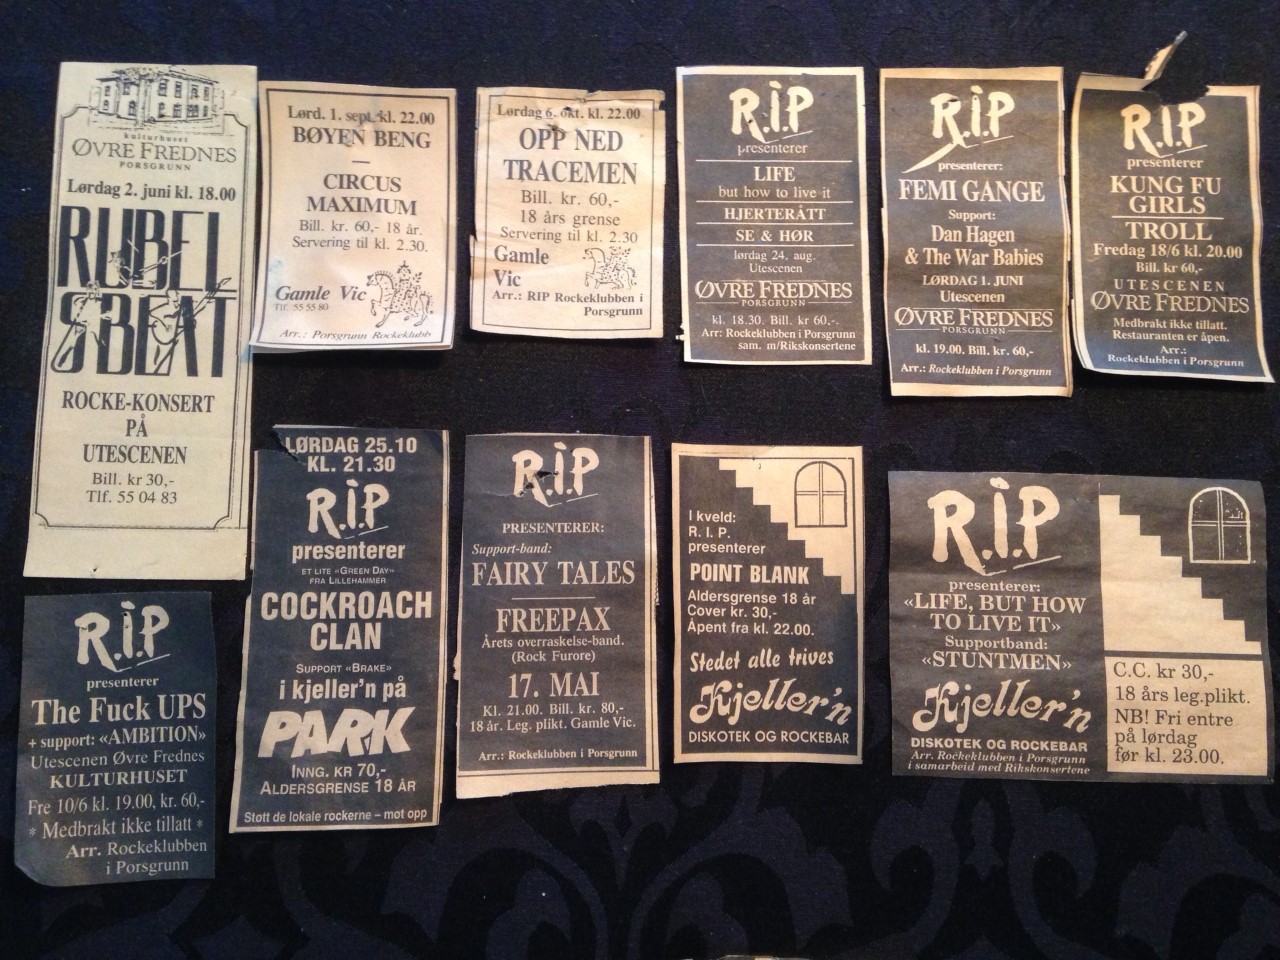 kulturhuset
ØVRE FREDNES
PORSGRUNN
Lørdag 2. juni kl. 18.00
RUBEL
& BEAT
ROCKE-KONSERT
PÅ
UTESCENEN
Bill. kr 30,-
Tlf. 55 04 83
Lørd. 1. sept. kl. 22.00
BØYEN BENG
CIRCUS
MAXIMUM
Bill. kr. 60,- 18 år.
Servering til kl. 2.30.
Gamle Vic
Tlf. 55 55 80
Arr.: Porsgrunn Rockeklubb
Lørdag 6. okt. kl. 22.00
OPP NED
TRACEMEN
Bill. kr. 60,-
18 års grense
Servering til kl. 2.30
Gamle
Vic
Arr.: RIP Rockeklubben i
Porsgrunn
R.I.P
presenterer
LIFE
but how to live it
HJERTERÅTT
SE & HØR
lørdag 24. aug.
Utescenen
ØVRE FREDNES
PORSGRUNN
kl. 18.30. Bill. kr 60,-.
Arr: Rockeklubben i Porsgrunn
sam. m/Rikskonsertene
R.I.P
presenterer:
FEMI GANGE
Support:
Dan Hagen
& The War Babies
LØRDAG 1. JUNI
Utescenen
ØVRE FREDNES
PORSGRUNN
kl. 19.00. Bill. kr. 60,-
Arr.: Rockeklubben i Porsgrunn
R.I.P
presenterer
KUNG FU
GIRLS
TROLL
Fredag 18/6 kl. 20.00
Bill. kr 60,-
UTESCENEN
ØVRE FREDNES
Medbrakt ikke tillatt.
Restauranten er åpen.
Arr.:
Rockeklubben i Porsgrunn
R.I.P
presenterer
The Fuck UPS
+ support: «AMBITION»
Utescenen Øvre Frednes
KULTURHUSET
Fre 10/6 kl. 19.00, kr. 60,-
* Medbrakt ikke tillatt *
Arr. Rockeklubben
i Porsgrunn
LØRDAG 25.10
KL. 21.30
R.I.P
presenterer
ET LITE «GREEN DAY»
FRA LILLEHAMMER
COCKROACH
CLAN
SUPPORT «BRAKE»
i kjeller'n på
PARK
INNG. KR 70,-
ALDERSGRENSE 18 ÅR
Støtt de lokale rockerne – mot opp
R.I.P
PRESENTERER:
Support-band:
FAIRY TALES
FREEPAX
Årets overraskelse-band.
(Rock Furore)
17. MAI
Kl. 21.00. Bill. kr. 80,-
18 år. Leg. plikt. Gamle Vic.
Arr.: Rockeklubben i Porsgrunn
I kveld:
R. I. P.
presenterer
POINT BLANK
Aldersgrense 18 år
Cover kr. 30,-
Åpent fra kl. 22.00.
Stedet alle trives
Kjeller'n
DISKOTEK OG ROCKEBAR
R.I.P
presenterer:
«LIFE, BUT HOW
TO LIVE IT»
Supportband:
«STUNTMEN»
Kjeller'n
DISKOTEK OG ROCKEBAR
Arr. Rockeklubben i Porsgrunn
i samarbeid med Rikskonsertene
C.C. kr 30,-
18 års leg.plikt.
NB! Fri entre
på lørdag
før kl. 23.00.